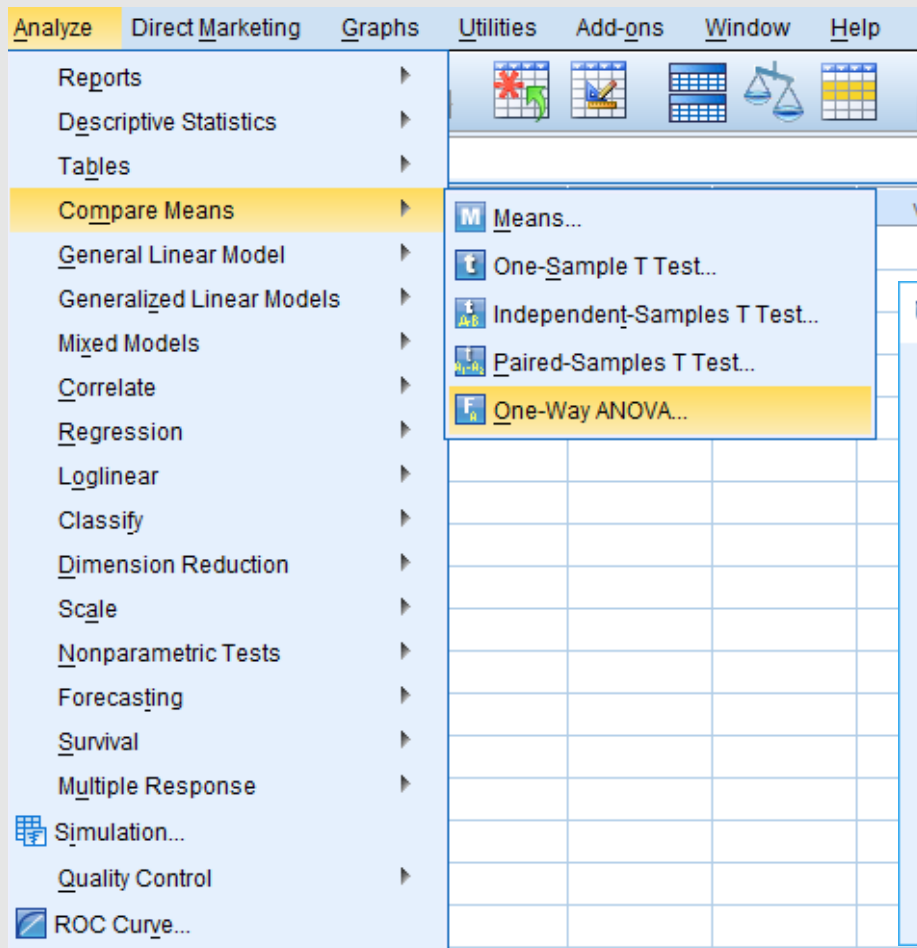 Analyze Direct Marketing Graphs Utilities Add-ons Window Help
Reports
Descriptive Statistics
Tables
Compare Means
General Linear Model
Generalized Linear Models
Mixed Models
Correlate
Regression
Loglinear
Classify
Dimension Reduction
Scale
Nonparametric Tests
Forecasting
Survival
Multiple Response
Simulation...
Quality Control
ROC Curve...
Means...
One-Sample T Test...
Independent-Samples T Test...
Paired-Samples T Test...
One-Way ANOVA...